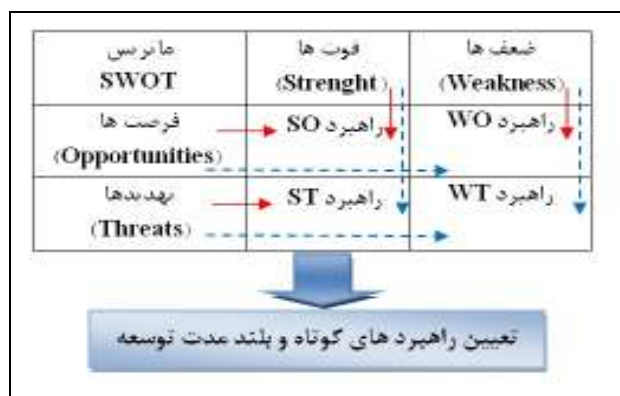 ماتریس
SWOT
قوت ها
(Strenght)
ضعف ها
(Weakness)
فرصت ها
(Opportunities)
راهبرد SO
راهبرد WO
تهدیدها
(Threats)
راهبرد ST
راهبرد WT
تعیین راهبرد های کوتاه و بلند مدت توسعه